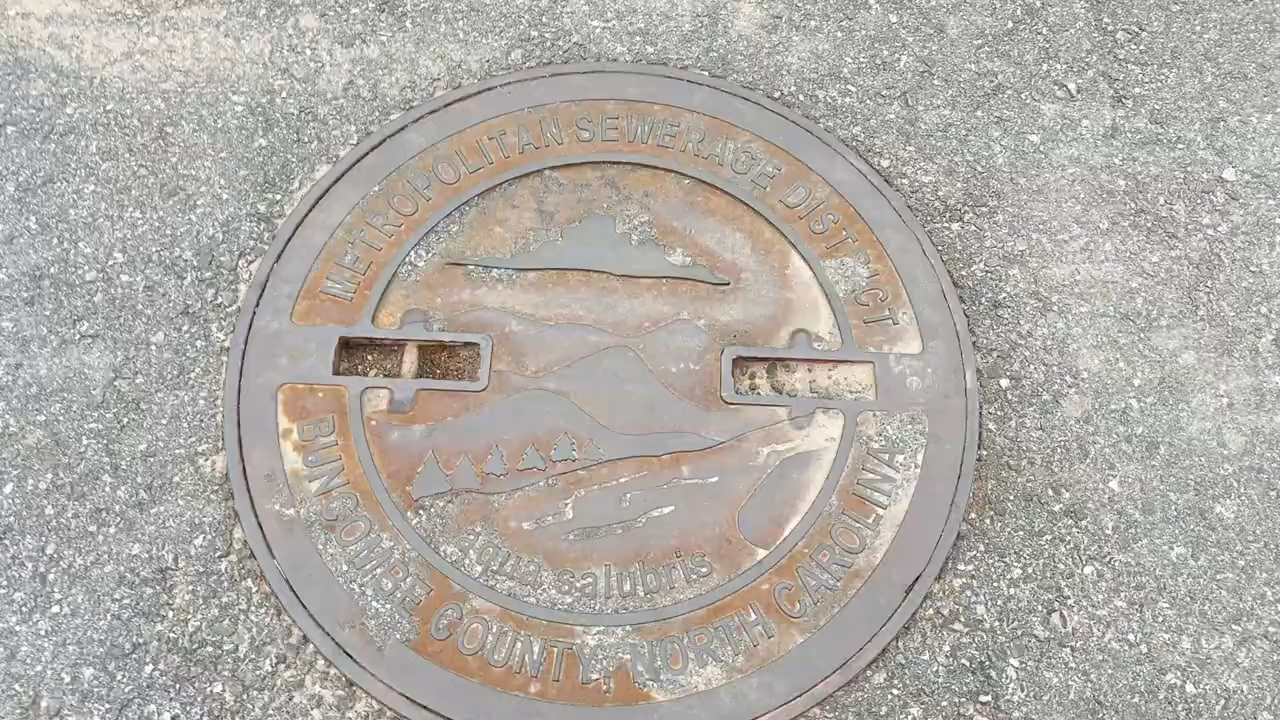 METROPOLITAN SEWERAGE DISTRICT
aqua salubris
BUNCOMBE COUNTY, NORTH CAROLINA